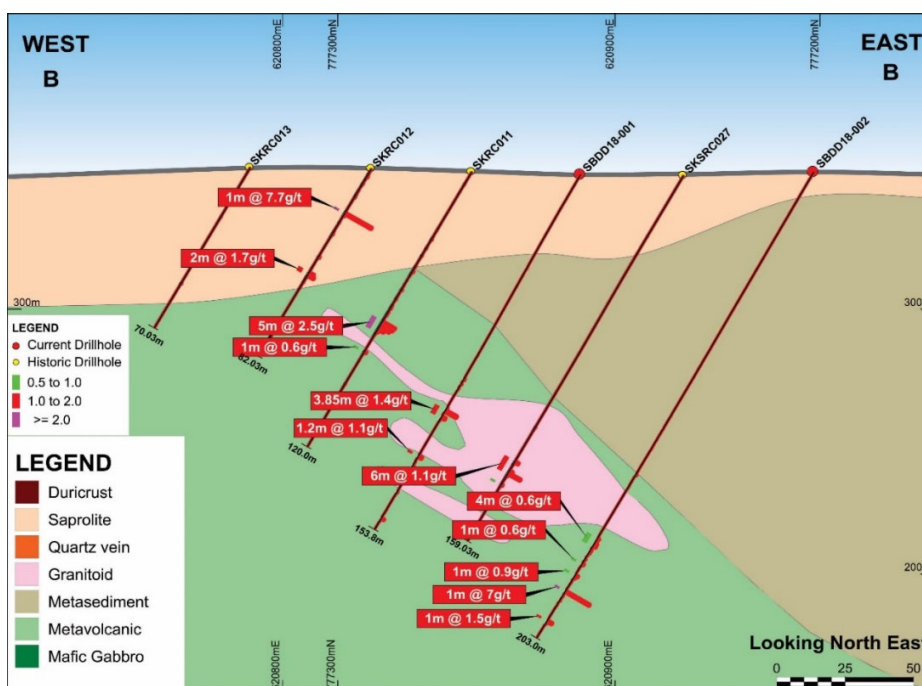 WEST
B
620800mE
777300mN
620900mE
777200mN
EAST
B
SKRC013
SKRC012
SKRC011
SBDD18-001
SKSRC027
SBDD18-002
1m @ 7.7g/t
2m @ 1.7g/t
300m
300
70.03m
5m @ 2.5g/t
1m @ 0.6g/t
82.03m
3.85m @ 1.4g/t
120.0m
1.2m @ 1.1g/t
6m @ 1.1g/t
4m @ 0.6g/t
153.8m
1m @ 0.6g/t
159.03m
1m @ 0.9g/t
200
1m @ 7g/t
1m @ 1.5g/t
203.0m
LEGEND
Current Drillhole
Historic Drillhole
0.5 to 1.0
1.0 to 2.0
>= 2.0
LEGEND
Duricrust
Saprolite
Quartz vein
Granitoid
Metasediment
Metavolcanic
Mafic Gabbro
620800mE
777300mN
620900mE
Looking North East
0 25 50